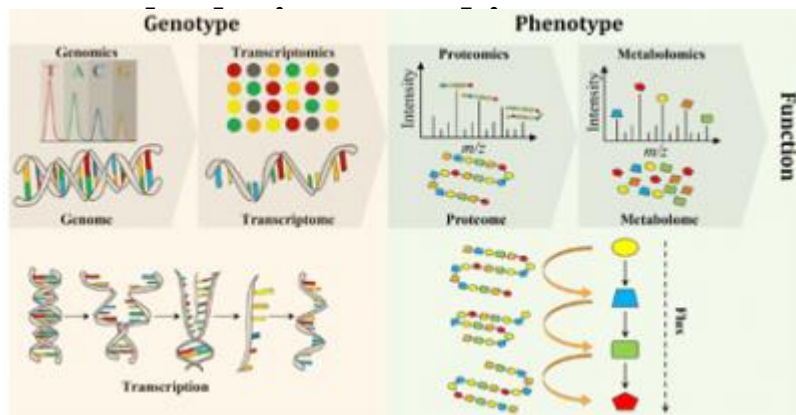 Genotype
Phenotype
Genomics
Transcriptomics
Proteomics
Metabolomics
T A C G
Intensity
m/z
Intensity
m/z
Function
Genome
Transcriptome
Proteome
Metabolome
Transcription
Flux